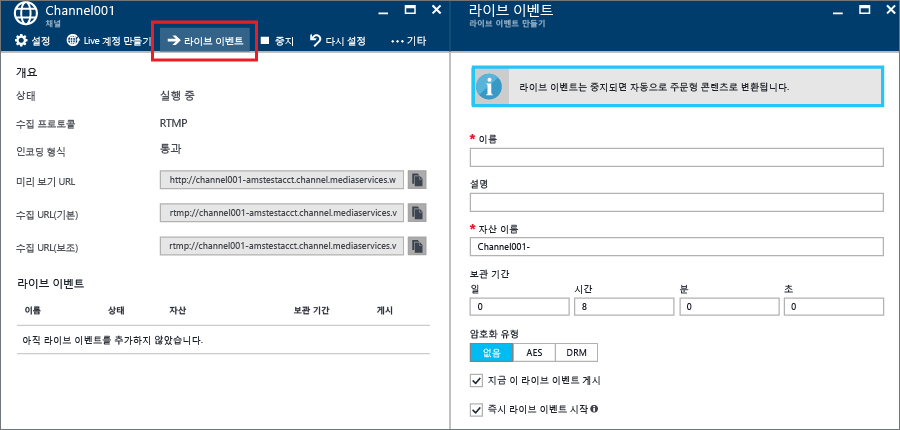 Channel001
채널
설정
Live 계정 만들기
라이브 이벤트
중지
다시 설정
기타
개요
상태
실행 중
수집 프로토콜
RTMP
인코딩 형식
통과
미리 보기 URL
http://channel001-amstestacct.channel.mediaservices.w
수집 URL(기본)
rtmp://channel001-amstestacct.channel.mediaservices.v
수집 URL(보조)
rtmp://channel001-amstestacct.channel.mediaservices.v
라이브 이벤트
이름 상태 자산 보관 기간 게시
아직 라이브 이벤트를 추가하지 않았습니다.
라이브 이벤트
라이브 이벤트 만들기
라이브 이벤트는 중지되면 자동으로 주문형 콘텐츠로 변환됩니다.
* 이름
설명
* 자산 이름
Channel001-
보관 기간
일 시간 분 초
0 8 0 0
암호화 유형
없음 AES DRM
지금 이 라이브 이벤트 게시
즉시 라이브 이벤트 시작